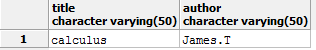 title author
character varying(50) character varying(50)
1 calculus James.T